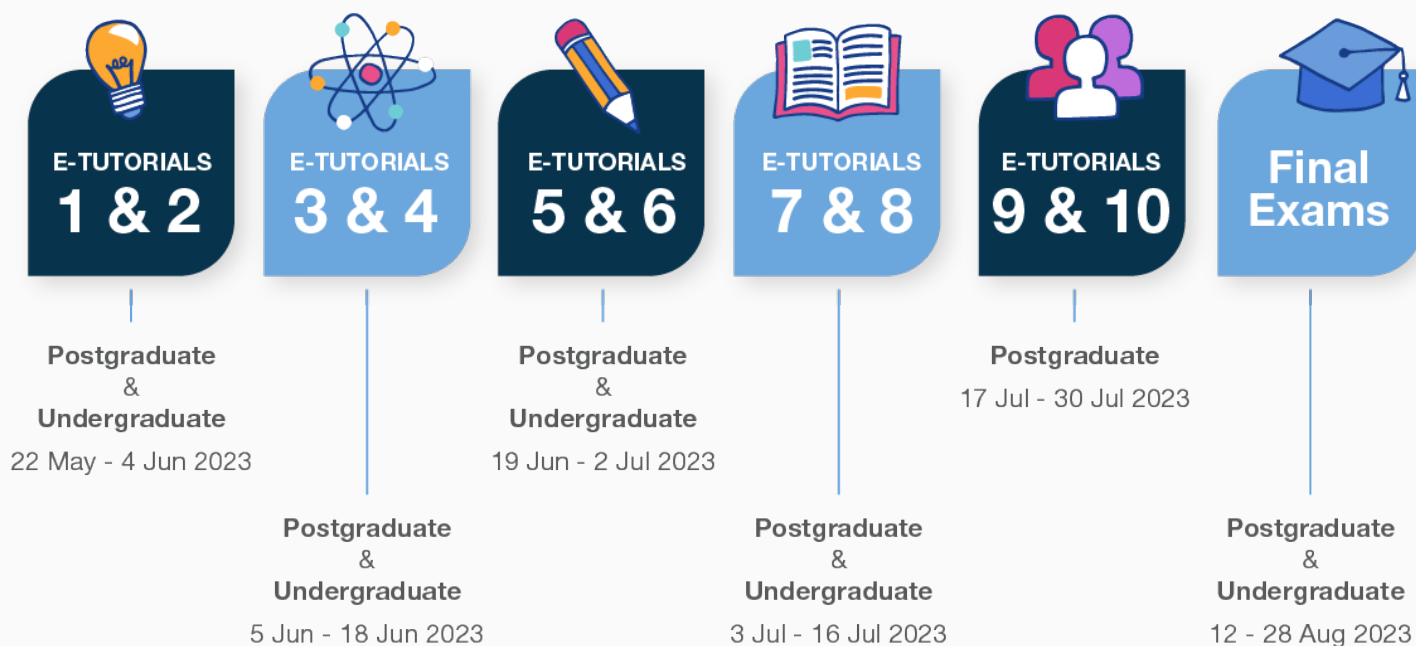 E-TUTORIALS
1 & 2
Postgraduate
&
Undergraduate
22 May - 4 Jun 2023
E-TUTORIALS
3 & 4
Postgraduate
&
Undergraduate
5 Jun - 18 Jun 2023
E-TUTORIALS
5 & 6
Postgraduate
&
Undergraduate
19 Jun - 2 Jul 2023
E-TUTORIALS
7 & 8
Postgraduate
&
Undergraduate
3 Jul - 16 Jul 2023
E-TUTORIALS
9 & 10
Postgraduate
17 Jul - 30 Jul 2023
Final
Exams
Postgraduate
&
Undergraduate
12 - 28 Aug 2023